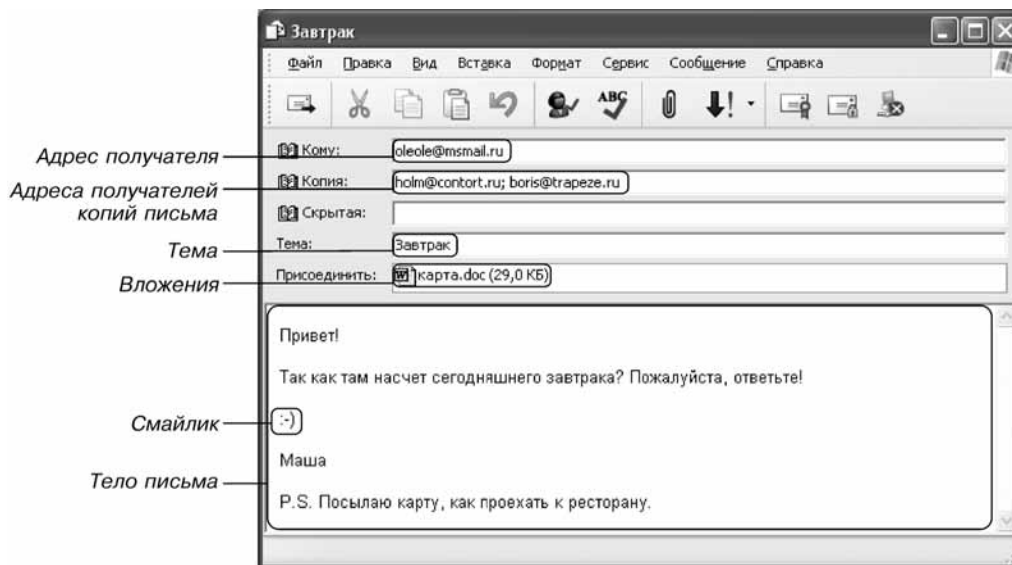 Завтрак
Файл Правка Вид Вставка Формат Сервис Сообщение Справка
ABC
Адрес получателя
Кому: oleole@msmail.ru
Адреса получателей
копий письма
Копия: holm@contort.ru; boris@trapeze.ru
Скрытая:
Тема
Тема: Завтрак
Вложения
Присоединить: карта.doc (29,0 КБ)
Привет!
Так как там насчет сегодняшнего завтрака? Пожалуйста, ответьте!
Смайлик
:-)
Маша
Тело письма
P.S. Посылаю карту, как проехать к ресторану.